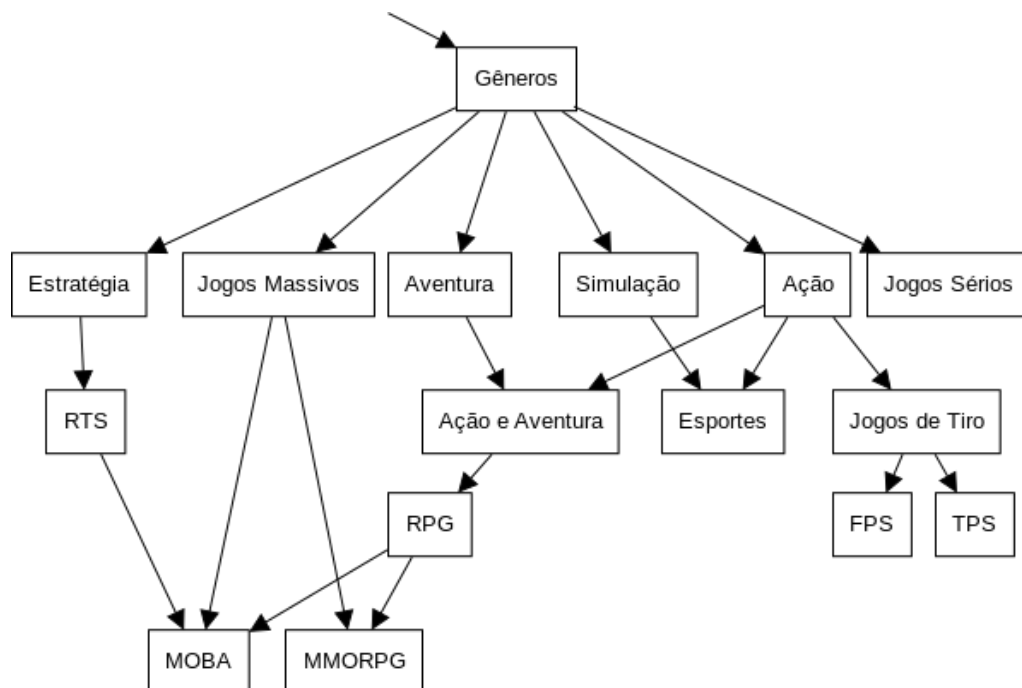 Gêneros
Estratégia
Jogos Massivos
Aventura
Simulação
Ação
Jogos Sérios
RTS
Ação e Aventura
Esportes
Jogos de Tiro
RPG
FPS
TPS
MOBA
MMORPG